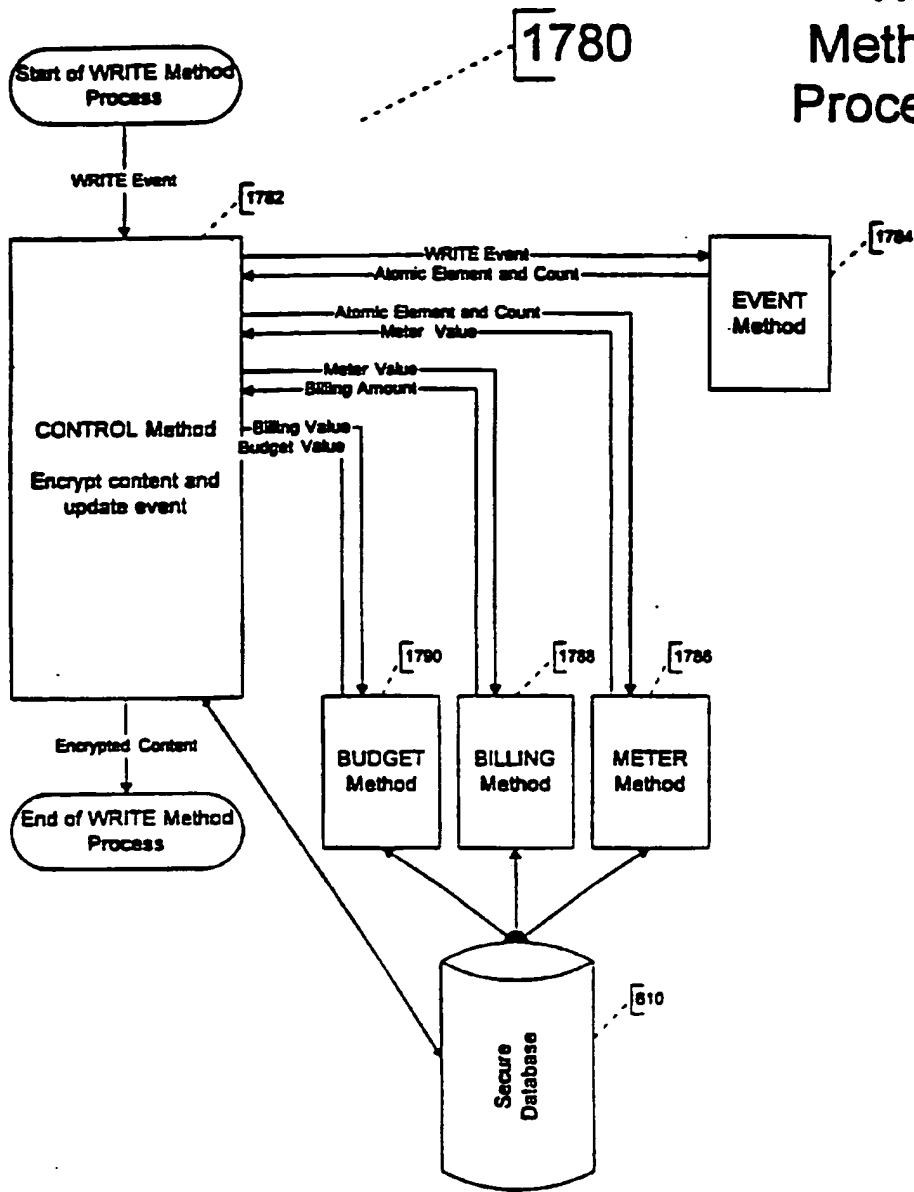 1780
Meth
Proce
Start of WRITE Method
Process
WRITE Event
1782
WRITE Event
Atomic Element and Count
1784
EVENT
Method
Atomic Element and Count
Meter Value
Meter Value
Billing Amount
CONTROL Method
Billing Value
Budget Value
Encrypt content and
update event
1790
1788
1786
BUDGET
Method
BILLING
Method
METER
Method
Encrypted Content
End of WRITE Method
Process
610
Secure
Database